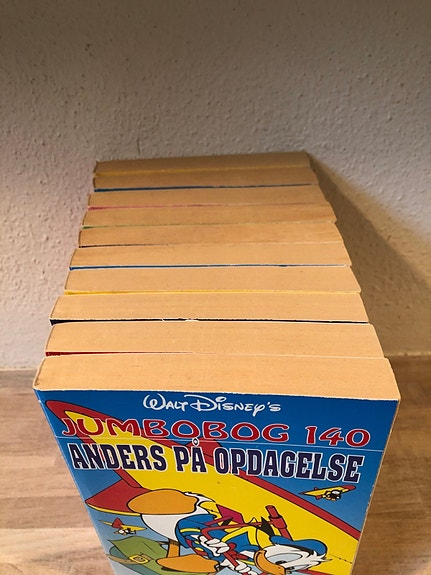 Walt Disney's
JUMBOBOG 140
ANDERS PÅ OPDAGELSE